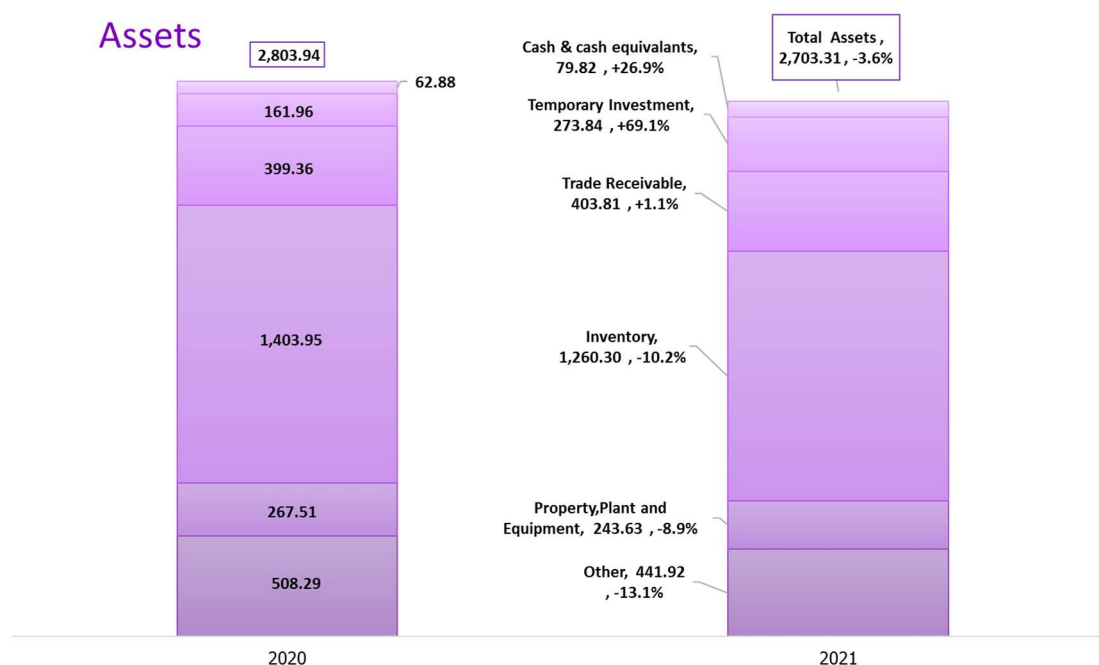 Assets
2,803.94
62.88
161.96
399.36
1,403.95
267.51
508.29
2020
Total Assets ,
2,703.31 , -3.6%
Cash & cash equivalants,
79.82 , +26.9%
Temporary Investment,
273.84 , +69.1%
Trade Receivable,
403.81 , +1.1%
Inventory,
1,260.30 , -10.2%
Property,Plant and
Equipment, 243.63 , -8.9%
Other, 441.92
, -13.1%
2021